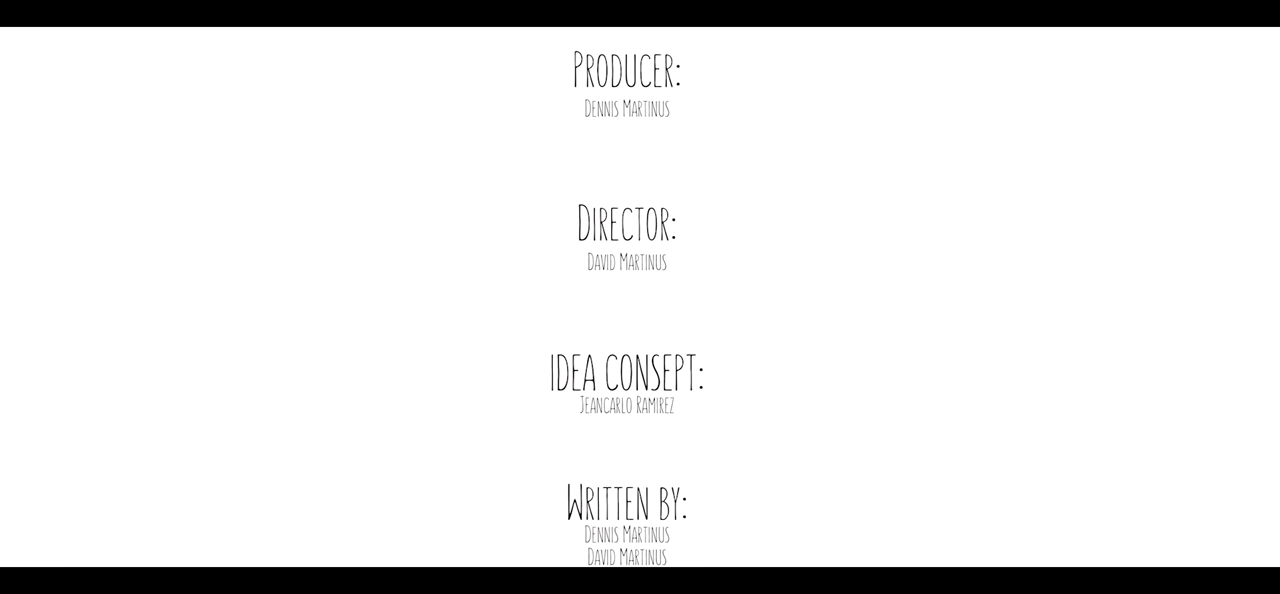 Producer:
Dennis Martinus
Director:
David Martinus
IDEA CONSEPT:
Jeancarlo Ramirez
Written by:
Dennis Martinus
David Martinus